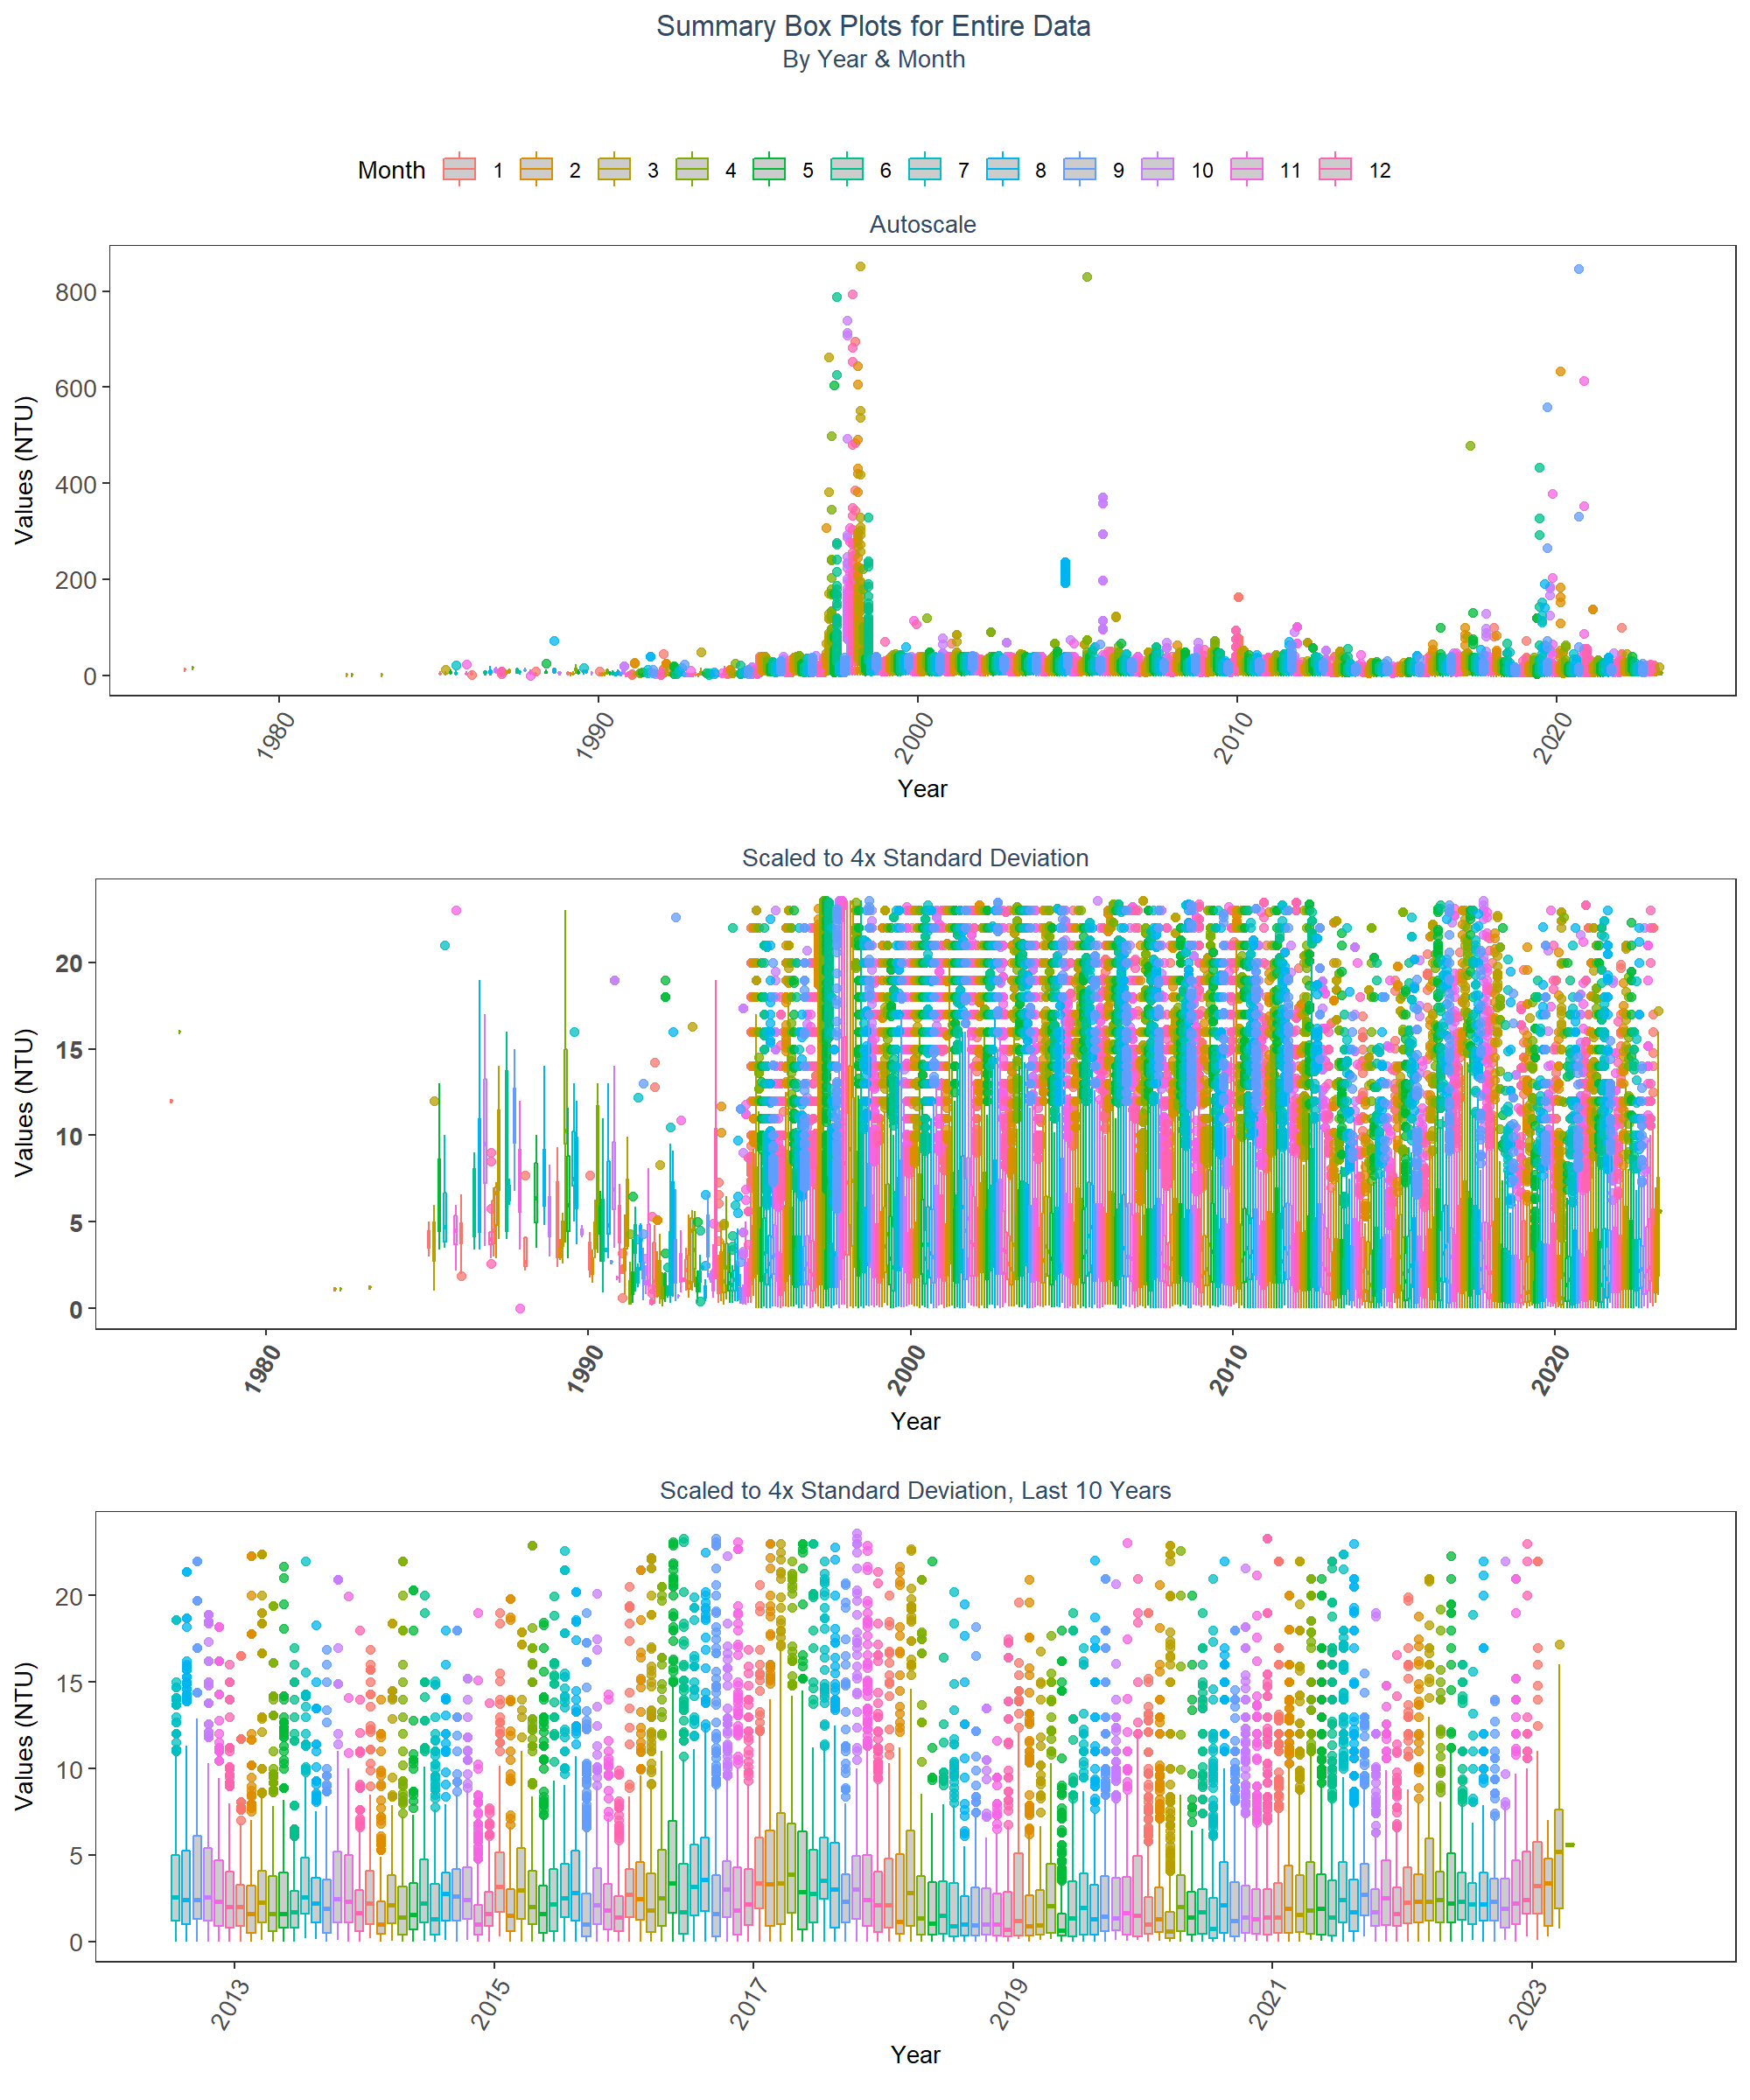 Summary Box Plots for Entire Data
By Year & Month
Month 1 2 3 4 5 6 7 8 9 10 11 12
Autoscale
Values (NTU)
800
600
400
200
0
1980 1990 2000 2010 2020
Year
Scaled to 4x Standard Deviation
Values (NTU)
20
15
10
5
0
1980 1990 2000 2010 2020
Year
Scaled to 4x Standard Deviation, Last 10 Years
Values (NTU)
20
15
10
5
0
2013 2015 2017 2019 2021 2023
Year